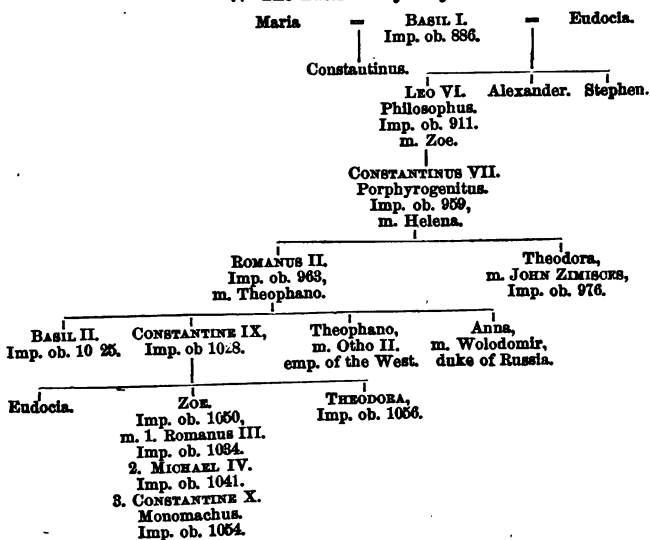 Maria = BASIL I. = Eudocia.
Imp. ob. 886.
Constantinus.
LEO VI. Alexander. Stephen.
Philosophus.
Imp. ob. 911.
m. Zoe.
CONSTANTINUS VII.
Porphyrogenitus.
Imp. ob. 959,
m. Helena.
ROMANUS II.
Imp. ob. 963,
m. Theophano.
Theodora,
m. JOHN ZIMISCES,
Imp. ob. 976.
BASIL II.
Imp. ob. 10 25.
CONSTANTINE IX,
Imp. ob 1028.
Theophano,
m. Otho II.
emp. of the West.
Anna,
m. Wolodomir,
duke of Russia.
Eudocia.
ZOE.
Imp. ob. 1050,
m. 1. Romanus III.
Imp. ob. 1034.
2. MICHAEL IV.
Imp. ob. 1041.
3. CONSTANTINE X.
Monomachus.
Imp. ob. 1054.
THEODORA,
Imp. ob. 1056.